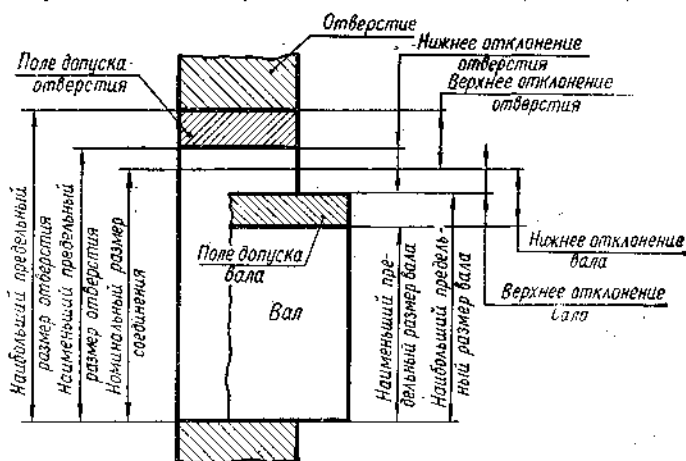 Отверстие
Нижнее отклонение
отверстия
Верхнее отклонение
отверстия
Поле допуска
отверстия
Наибольший предельный
размер отверстия
Наименьший предельный
размер отверстия
Номинальный размер
соединения
Поле допуска
вала
Вал
Наименьший пре-
дельный размер вала
Наибольший предель-
ный размер вала
Нижнее отклонение
вала
Верхнее отклонение
вала